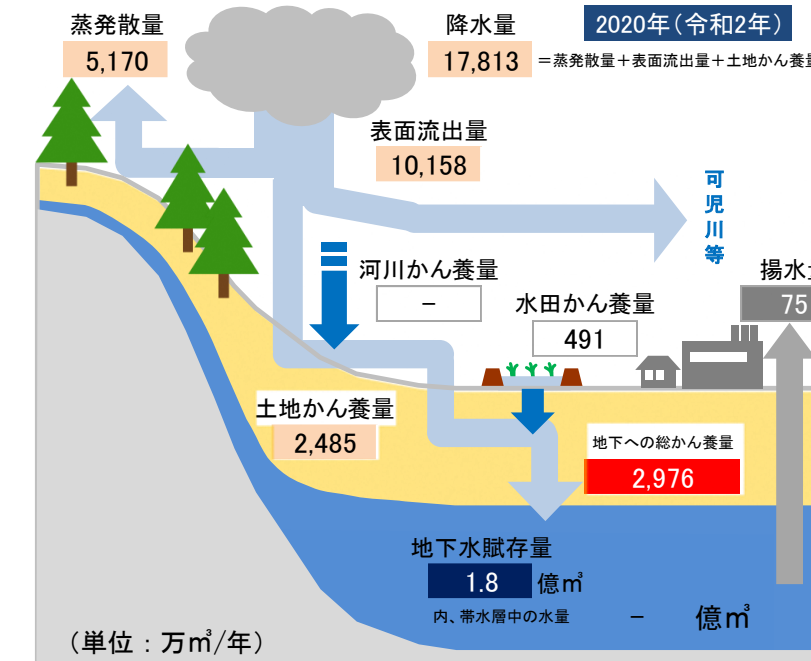 蒸発散量
5,170
降水量
17,813
2020年(令和2年)
=蒸発散量+表面流出量+土地かん養
表面流出量
10,158
可児川等
河川かん養量
−
水田かん養量
491
揚水
75
土地かん養量
2,485
地下への総かん養量
2,976
地下水賦存量
1.8 億㎥
内、帯水層中の水量 − 億㎥
(単位:万㎥/年)